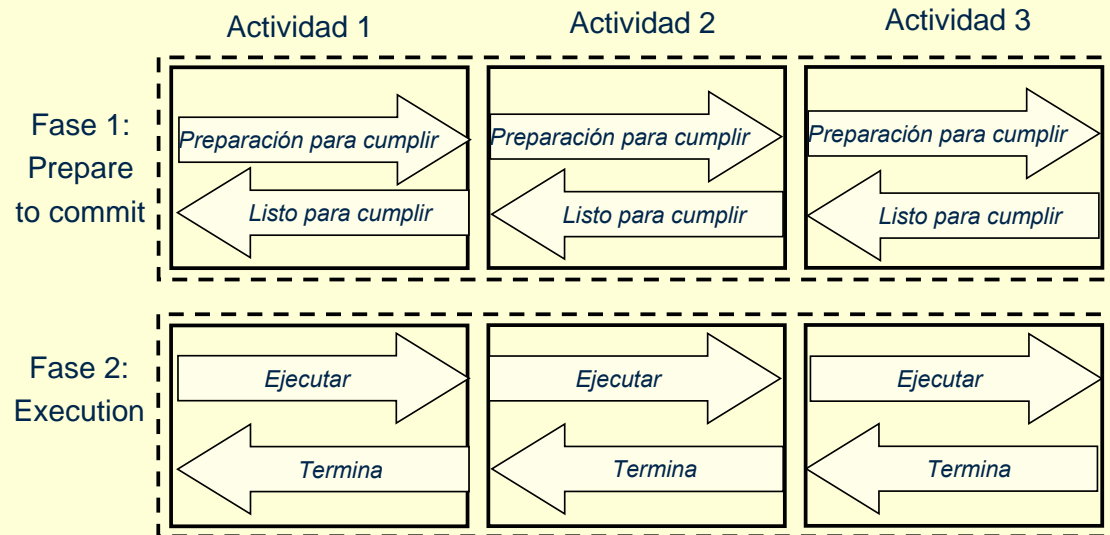 Actividad 1
Actividad 2
Actividad 3
Fase 1:
Prepare
to commit
Preparación para cumplir
Preparación para cumplir
Preparación para cumplir
Listo para cumplir
Listo para cumplir
Listo para cumplir
Fase 2:
Execution
Ejecutar
Ejecutar
Ejecutar
Termina
Termina
Termina